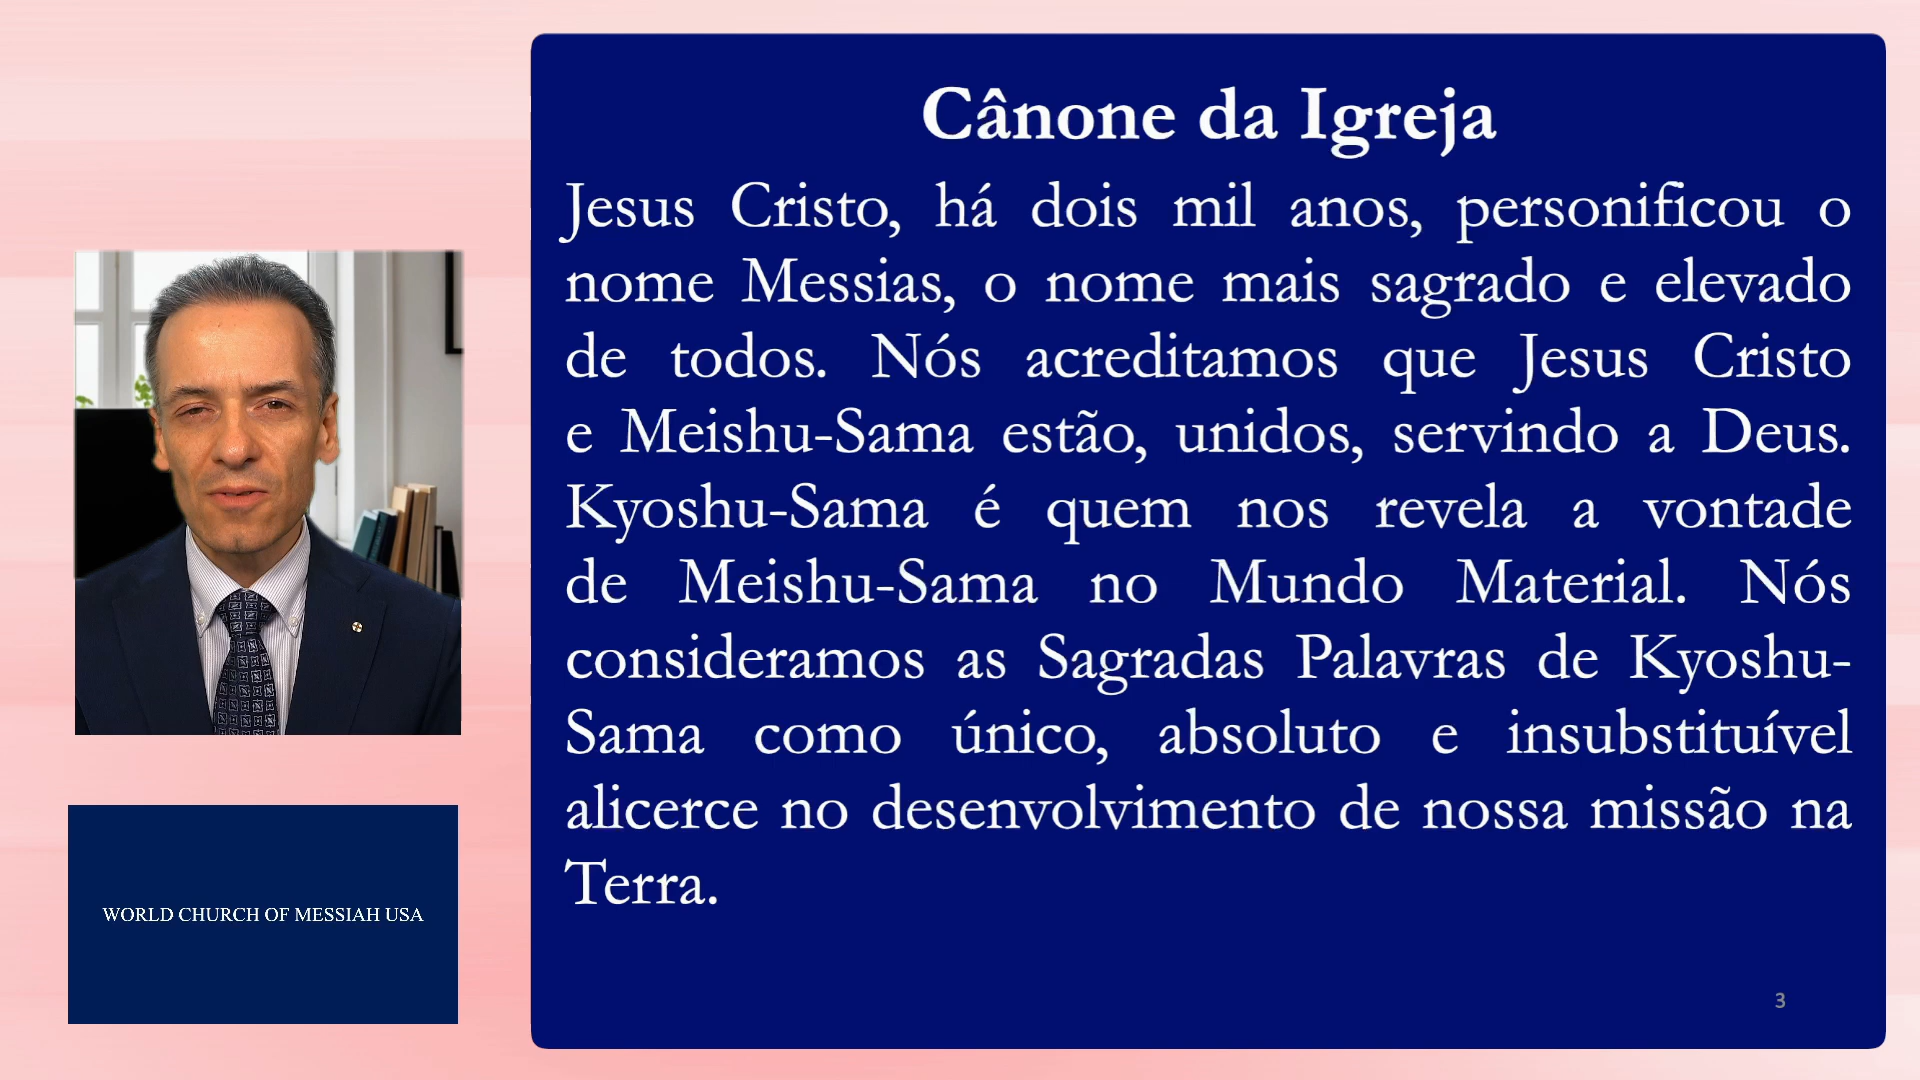 Cânone da Igreja
Jesus Cristo, há dois mil anos, personificou o
nome Messias, o nome mais sagrado e elevado
de todos. Nós acreditamos que Jesus Cristo
e Meishu-Sama estão, unidos, servindo a Deus.
Kyoshu-Sama é quem nos revela a vontade
de Meishu-Sama no Mundo Material. Nós
consideramos as Sagradas Palavras de Kyoshu-
Sama como único, absoluto e insubstituível
alicerce no desenvolvimento de nossa missão na
Terra.
3
WORLD CHURCH OF MESSIAH USA